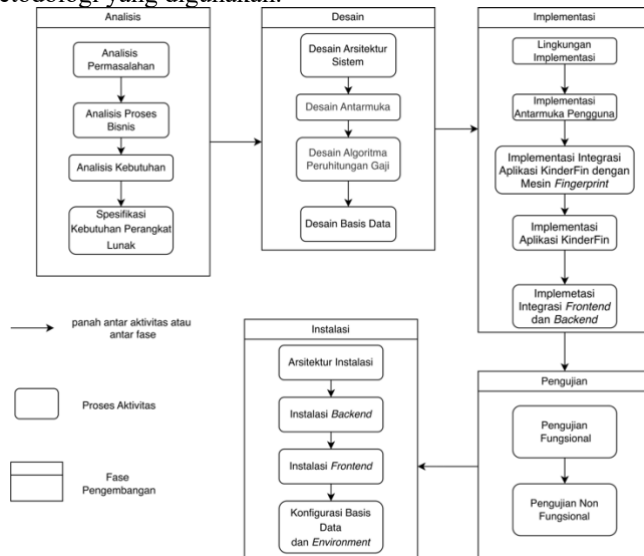 etodologi yang digunakan.
Analisis
Analisis
Permasalahan
Analisis Proses
Bisnis
Analisis Kebutuhan
Spesifikasi
Kebutuhan Perangkat
Lunak
Desain
Desain Arsitektur
Sistem
Desain Antarmuka
Desain Algoritma
Peruhitungan Gaji
Desain Basis Data
Implementasi
Lingkungan
Implementasi
Implementasi
Antarmuka Pengguna
Implementasi Integrasi
Aplikasi KinderFin dengan
Mesin Fingerprint
Implementasi
Aplikasi KinderFin
Implemetasi
Integrasi Frontend
dan Backend
panah antar aktivitas atau
antar fase
Proses Aktivitas
Fase
Pengembangan
Instalasi
Arsitektur Instalasi
Instalasi Backend
Instalasi Frontend
Konfigurasi Basis
Data
dan Environment
Pengujian
Pengujian
Fungsional
Pengujian Non
Fungsional